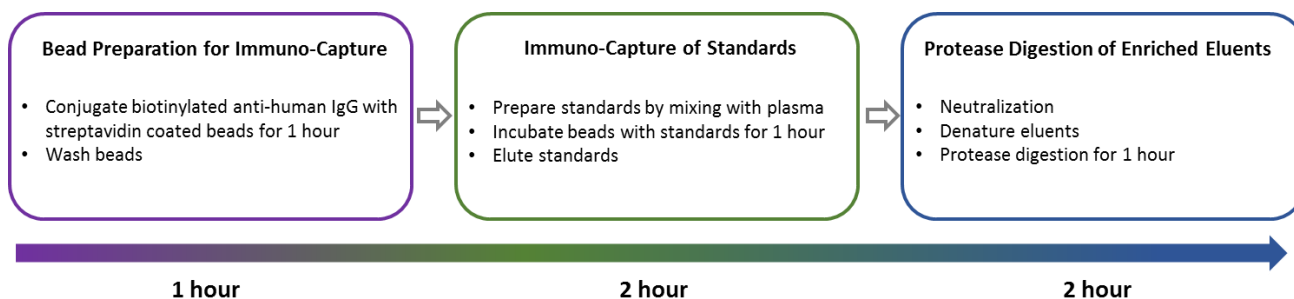 Bead Preparation for Immuno-Capture
• Conjugate biotinylated anti-human IgG with
streptavidin coated beads for 1 hour
• Wash beads
Immuno-Capture of Standards
• Prepare standards by mixing with plasma
• Incubate beads with standards for 1 hour
• Elute standards
Protease Digestion of Enriched Eluents
• Neutralization
• Denature eluents
• Protease digestion for 1 hour
1 hour
2 hour
2 hour